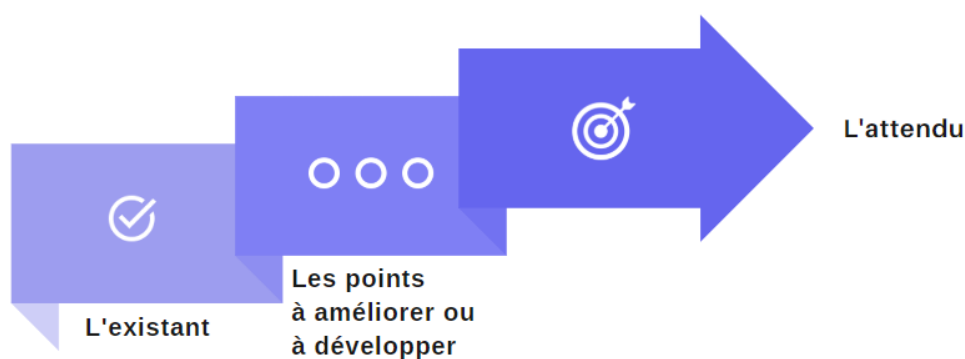 L'existant
Les points
à améliorer ou
à développer
L'attendu